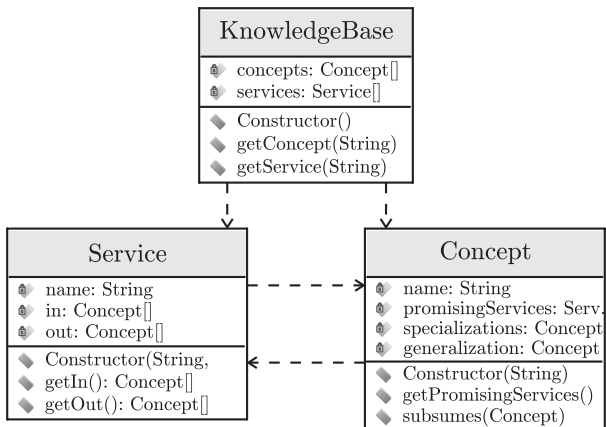 KnowledgeBase
concepts: Concept[]
services: Service[]
Constructor()
getConcept(String)
getService(String)
Service
name: String
in: Concept[]
out: Concept[]
Constructor(String,
getIn(): Concept[]
getOut(): Concept[]
Concept
name: String
promisingServices: Serv.
specializations: Concept
generalization: Concept
Constructor(String)
getPromisingServices()
subsumes(Concept)